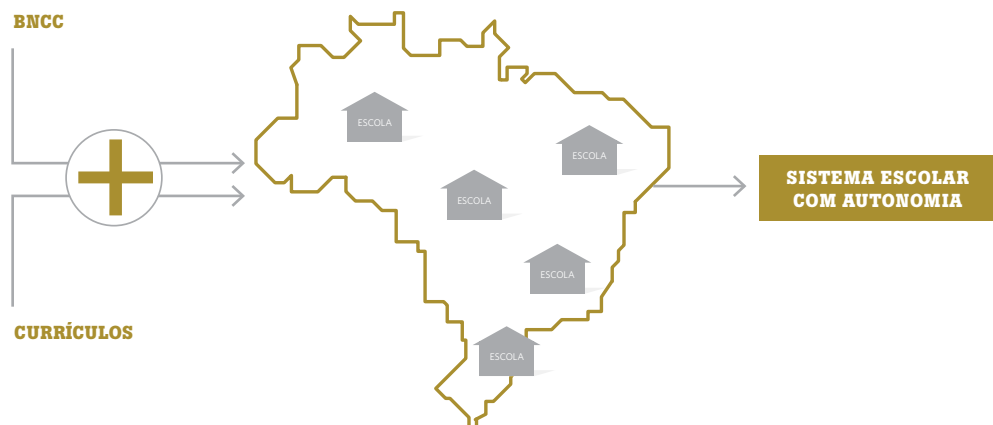 BNCC
ESCOLA
ESCOLA
ESCOLA
SISTEMA ESCOLAR
COM AUTONOMIA
ESCOLA
CURRÍCULOS
ESCOLA